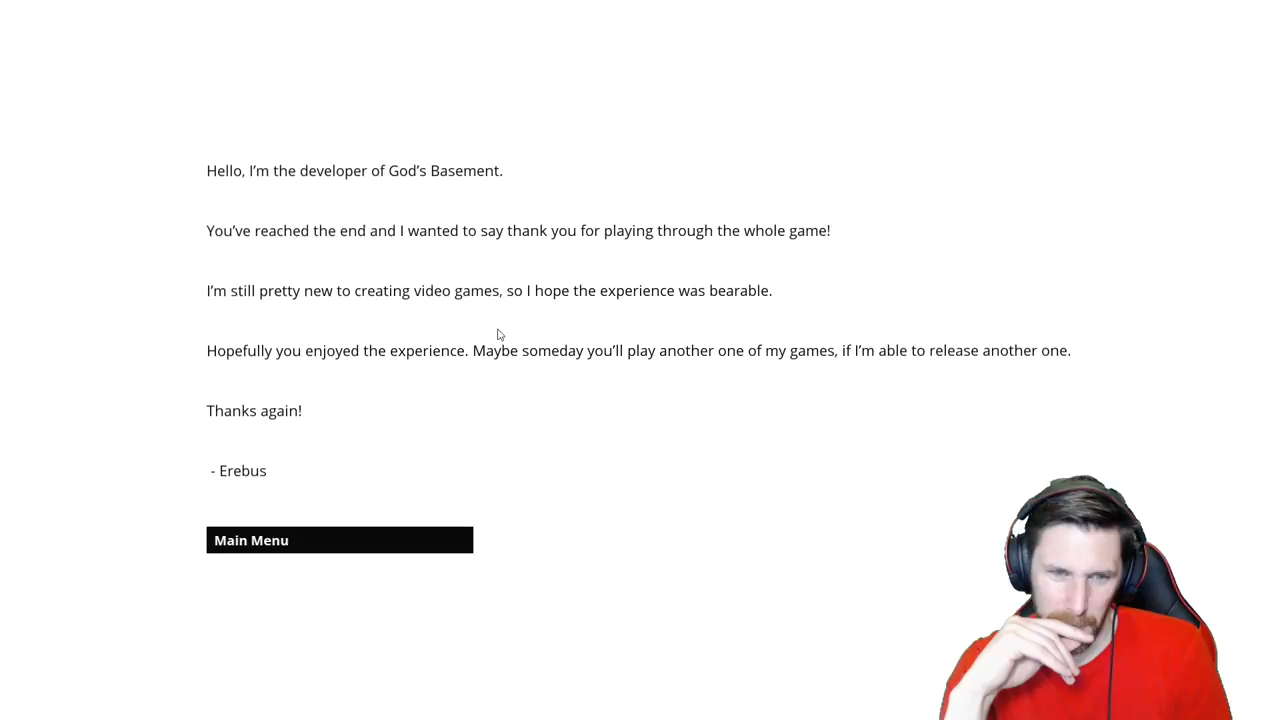 Hello, I’m the developer of God’s Basement.
You’ve reached the end and I wanted to say thank you for playing through the whole game!
I’m still pretty new to creating video games, so I hope the experience was bearable.
Hopefully you enjoyed the experience. Maybe someday you’ll play another one of my games, if I’m able to release another one.
Thanks again!
- Erebus
Main Menu